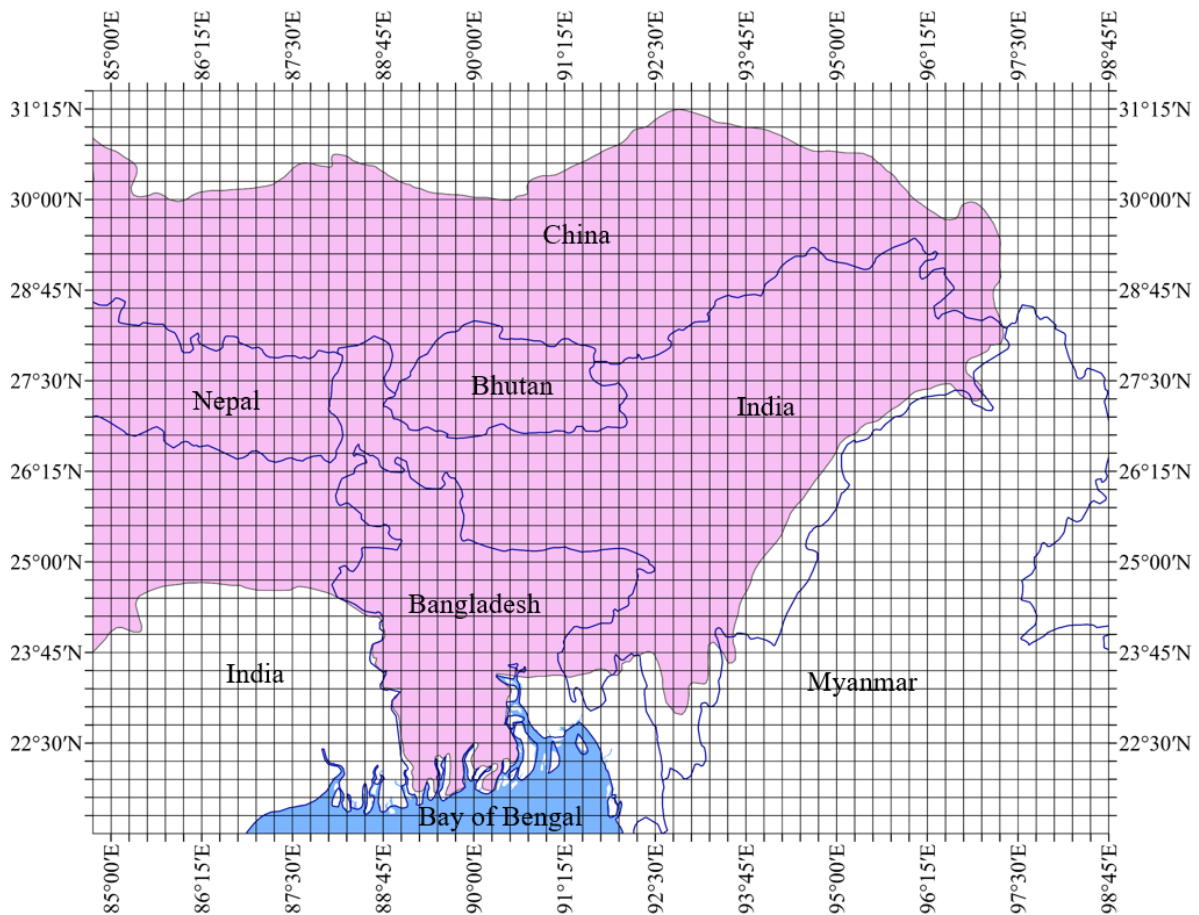 85°00′E 86°15′E 87°30′E 88°45′E 90°00′E 91°15′E 92°30′E 93°45′E 95°00′E 96°15′E 97°30′E 98°45′E
31°15′N 31°15′N
30°00′N 30°00′N
China
28°45′N 28°45′N
27°30′N 27°30′N
Nepal Bhutan India
26°15′N 26°15′N
25°00′N 25°00′N
Bangladesh
23°45′N 23°45′N
India Myanmar
22°30′N 22°30′N
Bay of Bengal
85°00′E 86°15′E 87°30′E 88°45′E 90°00′E 91°15′E 92°30′E 93°45′E 95°00′E 96°15′E 97°30′E 98°45′E